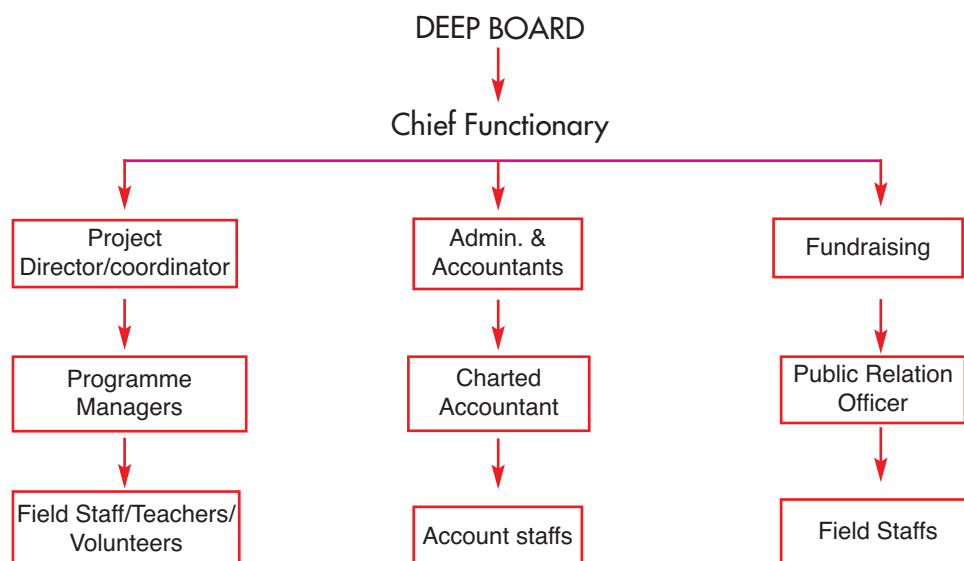 DEEP BOARD
Chief Functionary
Project
Director/coordinator
Admin. &
Accountants
Fundraising
Programme
Managers
Charted
Accountant
Public Relation
Officer
Field Staff/Teachers/
Volunteers
Account staffs
Field Staffs